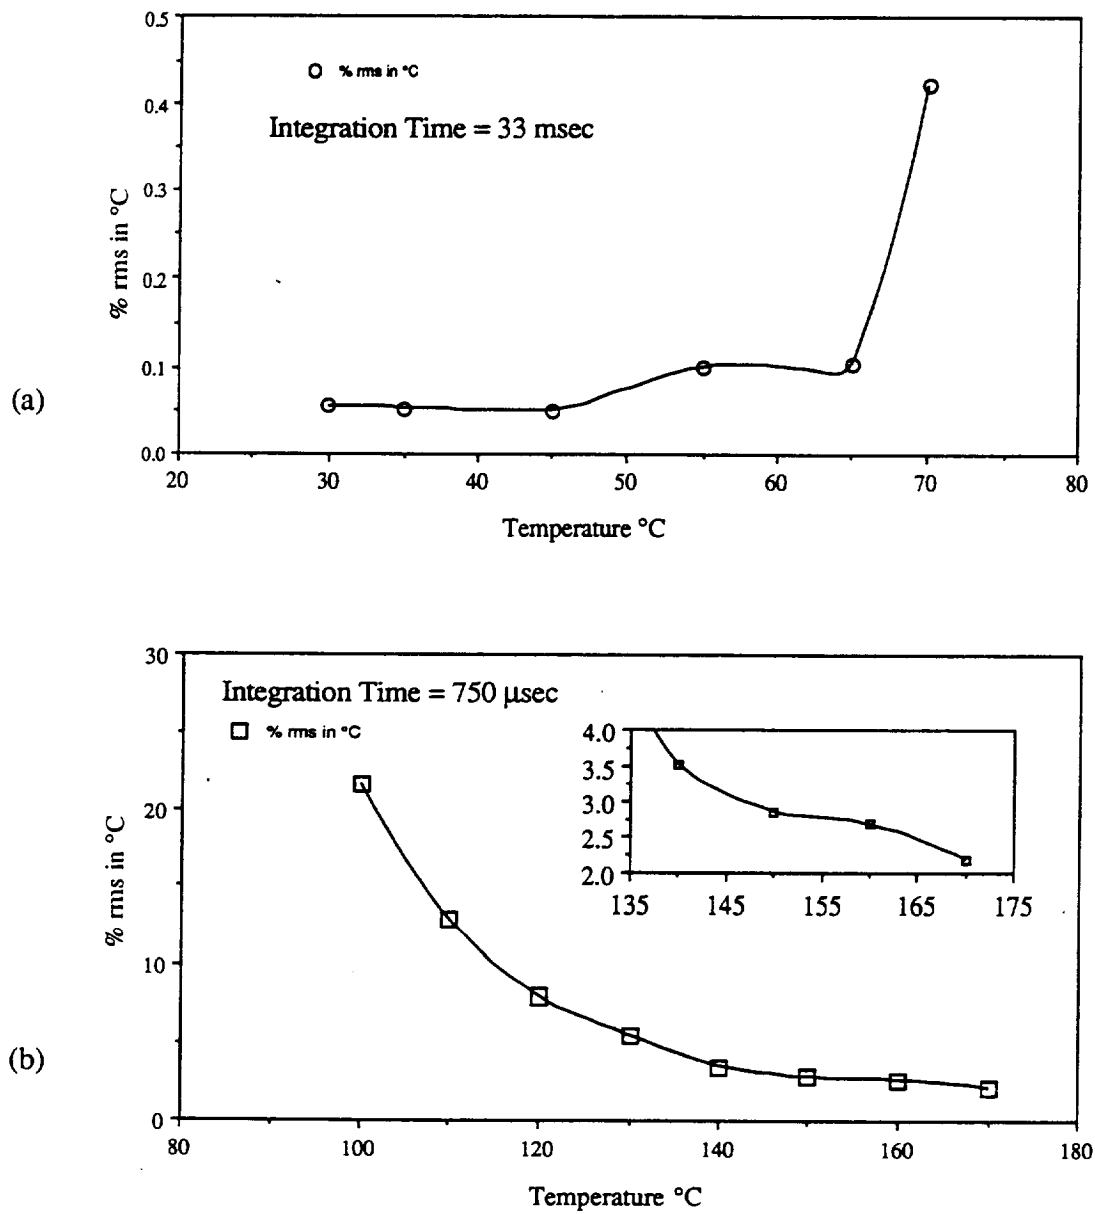 0.5
% rms in °C
Integration Time = 33 msec
0.4
0.3
0.2
0.1
0.0
% rms in °C
(a)
20 30 40 50 60 70 80
Temperature °C
30
Integration Time = 750 μsec
% rms in °C
20
10
0
% rms in °C
4.0
3.5
3.0
2.5
2.0
135 145 155 165 175
(b)
80 100 120 140 160 180
Temperature °C